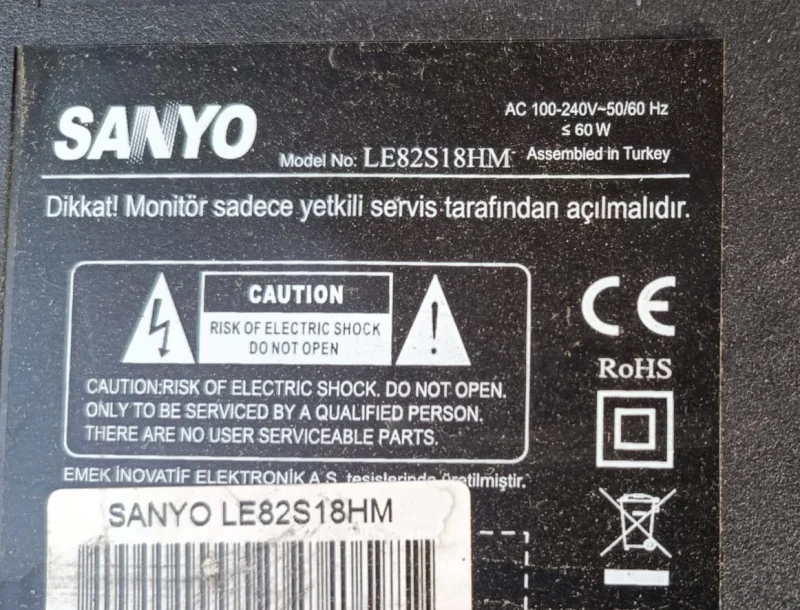 SANYO
Model No: LE82S18HM
AC 100-240V~50/60 Hz
≤ 60 W
Assembled in Turkey
Dikkat! Monitör sadece yetkili servis tarafından açılmalıdır.
CAUTION
RISK OF ELECTRIC SHOCK
DO NOT OPEN
CAUTION:RISK OF ELECTRIC SHOCK. DO NOT OPEN.
ONLY TO BE SERVICED BY A QUALIFIED PERSON.
THERE ARE NO USER SERVICEABLE PARTS.
CE
RoHS
EMEK İNOVATİF ELEKTRONİK A.S. tesislerinde üretilmiştir.
SANYO LE82S18HM